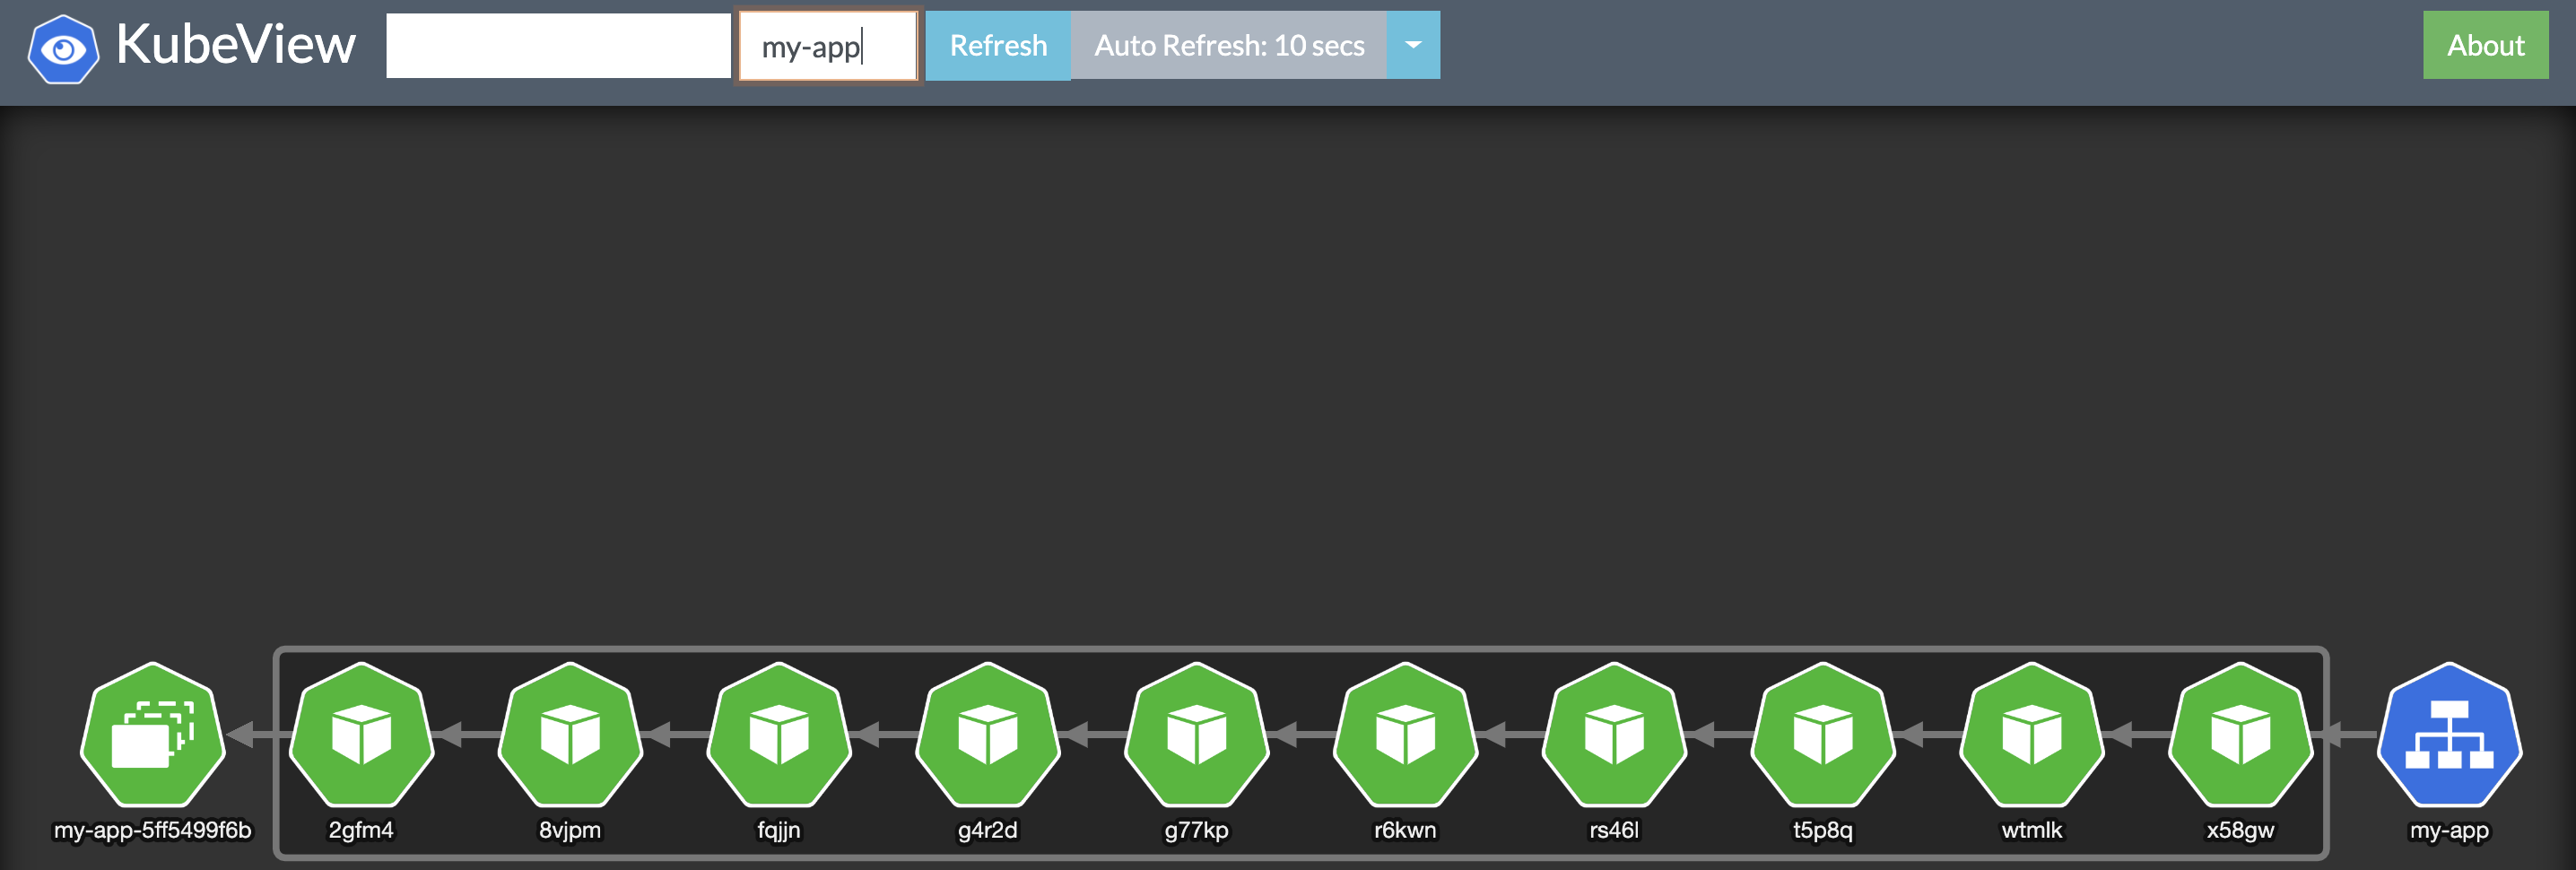 KubeView
my-app
Refresh
Auto Refresh: 10 secs
About
my-app-5ff5499f6b
2gfm4
8vjpm
fqjjn
g4r2d
g77kp
r6kwn
rs46l
t5p8q
wtmlk
x58gw
my-app